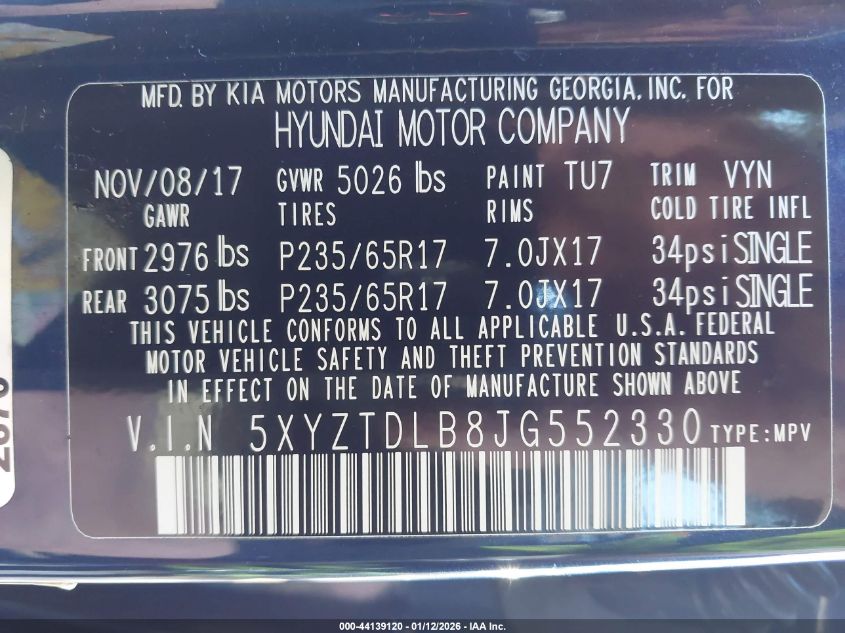 MFD. BY KIA MOTORS MANUFACTURING GEORGIA, INC. FOR
HYUNDAI MOTOR COMPANY
NOV/08/17 GVWR 5026 lbs PAINT TU7 TRIM VYN
GAWR TIRES RIMS COLD TIRE INFL
FRONT 2976 lbs P235/65R17 7.0JX17 34psi SINGLE
REAR 3075 lbs P235/65R17 7.0JX17 34psi SINGLE
THIS VEHICLE CONFORMS TO ALL APPLICABLE U.S.A. FEDERAL
MOTOR VEHICLE SAFETY AND THEFT PREVENTION STANDARDS
IN EFFECT ON THE DATE OF MANUFACTURE SHOWN ABOVE
V.I.N 5XYZTDLB8JG552330 TYPE:MPV
000-44139120 - 01/12/2026 - IAA Inc.